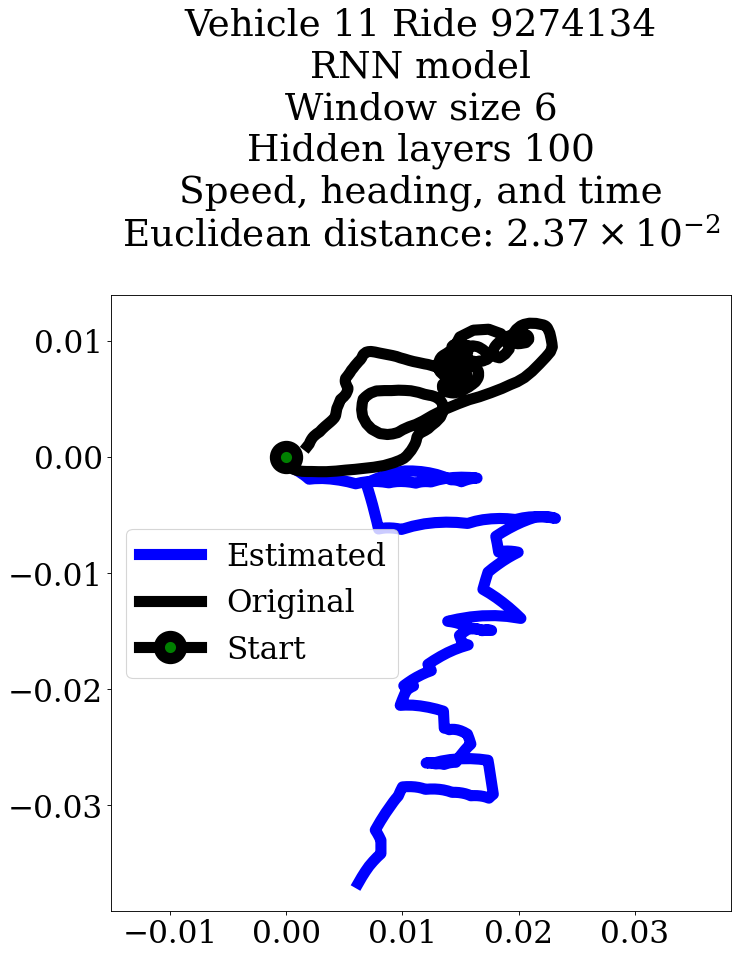 Vehicle 11 Ride 9274134
RNN model
Window size 6
Hidden layers 100
Speed, heading, and time
Euclidean distance: 2.37 × 10⁻²
0.01
0.00
−0.01
−0.02
−0.03
Estimated
Original
Start
−0.01 0.00 0.01 0.02 0.03